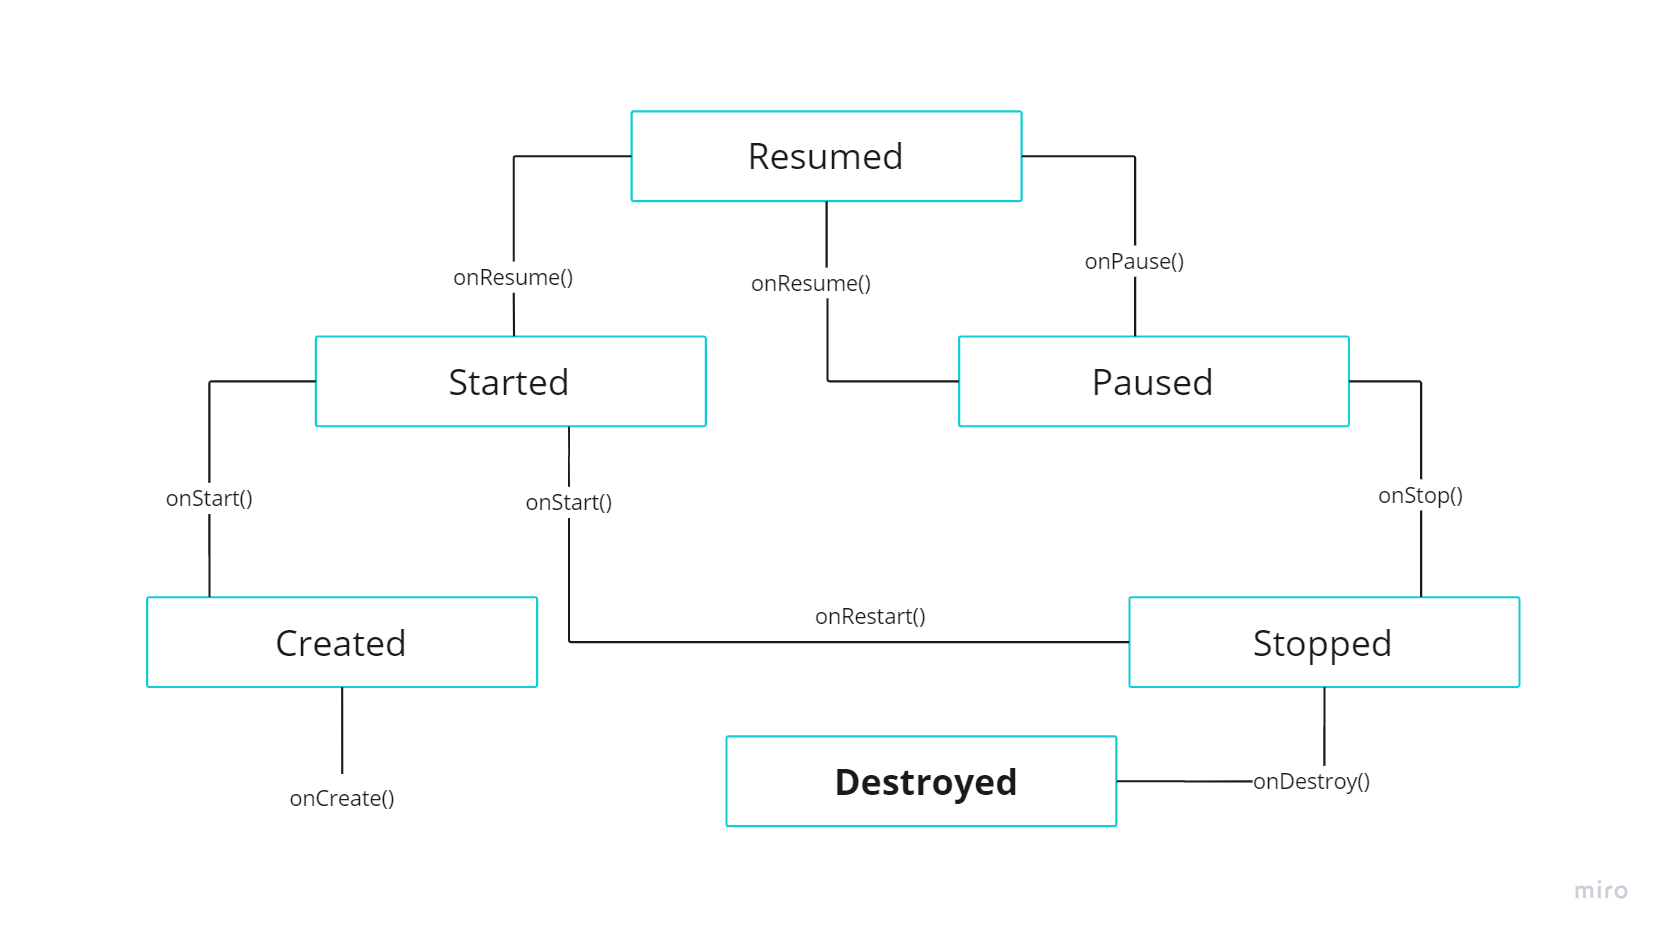 Resumed
onPause()
onResume()
onResume()
Started
Paused
onStart()
onStart()
onStop()
onRestart()
Created
Stopped
onCreate()
Destroyed
onDestroy()
miro